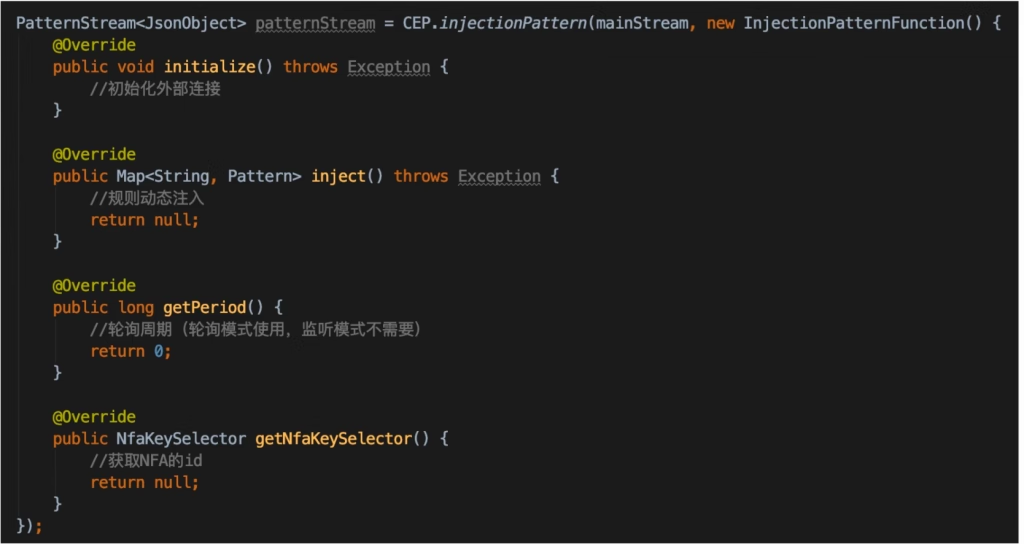 PatternStream<JsonObject> patternStream = CEP.injectionPattern(mainStream, new InjectionPatternFunction() {
    @Override
    public void initialize() throws Exception {
        //初始化外部连接
    }

    @Override
    public Map<String, Pattern> inject() throws Exception {
        //规则动态注入
        return null;
    }

    @Override
    public long getPeriod() {
        //轮询周期（轮询模式使用，监听模式不需要）
        return 0;
    }

    @Override
    public NfaKeySelector getNfaKeySelector() {
        //获取NFA的id
        return null;
    }
});